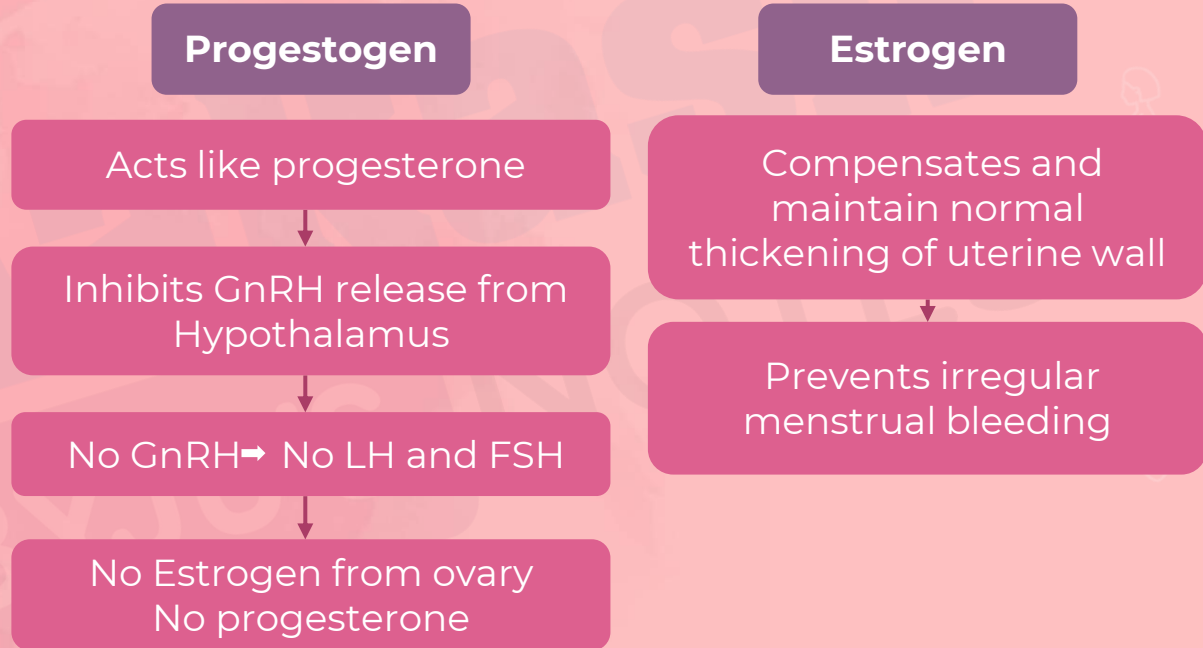 Progestogen
Acts like progesterone
Inhibits GnRH release from
Hypothalamus
No GnRH➡ No LH and FSH
No Estrogen from ovary
No progesterone
Estrogen
Compensates and
maintain normal
thickening of uterine wall
Prevents irregular
menstrual bleeding